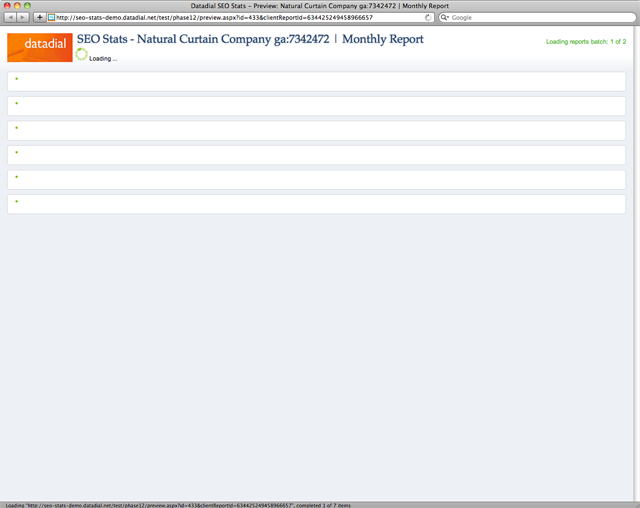 Datadial SEO Stats – Preview: Natural Curtain Company ga:7342472 | Monthly Report
http://seo-stats-demo.datadial.net/test/phase12/preview.aspx?id=433&clientReportId=634425249458966657
Google
datadial
SEO Stats - Natural Curtain Company ga:7342472 | Monthly Report
Loading reports batch: 1 of 2
Loading ...
Loading "http://seo-stats-demo.datadial.net/test/phase12/preview.aspx?id=433&clientReportId=634425249458966657", completed 1 of 7 items